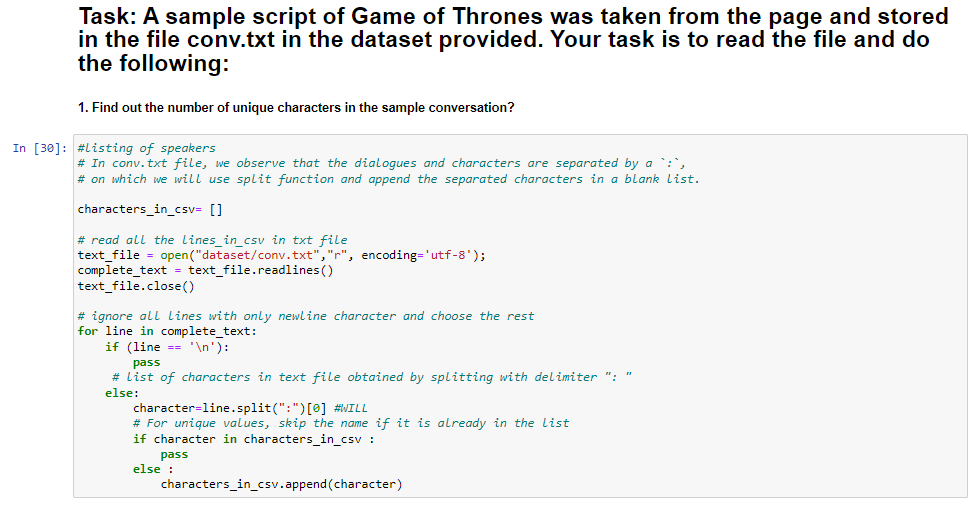 Task: A sample script of Game of Thrones was taken from the page and stored
in the file conv.txt in the dataset provided. Your task is to read the file and do
the following:
1. Find out the number of unique characters in the sample conversation?
In [30]: #listing of speakers
# In conv.txt file, we observe that the dialogues and characters are separated by a `:`,
# on which we will use split function and append the separated characters in a blank list.
characters_in_csv= []
# read all the lines_in_csv in txt file
text_file = open("dataset/conv.txt","r", encoding='utf-8');
complete_text = text_file.readlines()
text_file.close()
# ignore all lines with only newline character and choose the rest
for line in complete_text:
    if (line == '\n'):
        pass
     # list of characters in text file obtained by splitting with delimiter ": "
    else:
        character=line.split(":")[0] #WILL
        # For unique values, skip the name if it is already in the list
        if character in characters_in_csv :
            pass
        else :
            characters_in_csv.append(character)